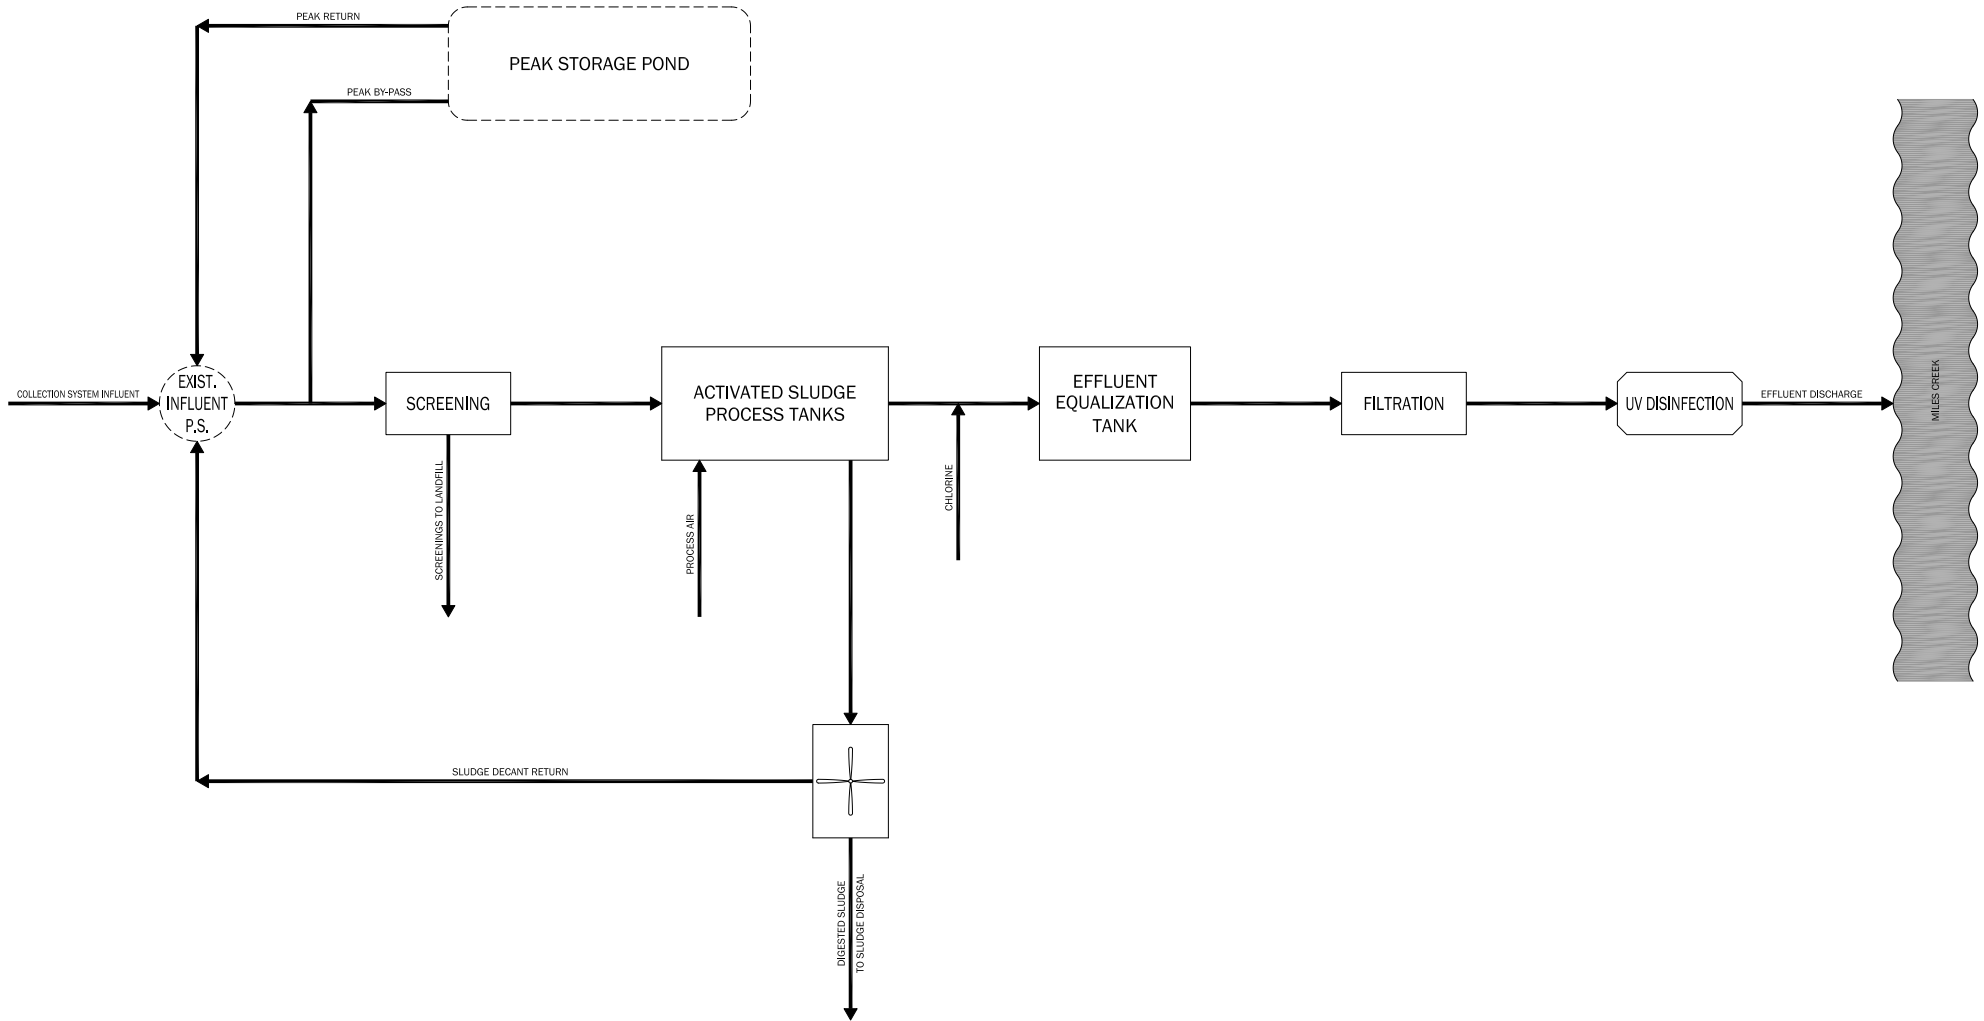 PEAK RETURN
PEAK STORAGE POND
PEAK BY-PASS
COLLECTION SYSTEM INFLUENT
EXIST.
INFLUENT
P.S.
SCREENING
ACTIVATED SLUDGE
PROCESS TANKS
EFFLUENT
EQUALIZATION
TANK
FILTRATION
UV DISINFECTION
EFFLUENT DISCHARGE
MILES CREEK
SCREENINGS TO LANDFILL
PROCESS AIR
CHLORINE
SLUDGE DECANT RETURN
DIGESTED SLUDGE
TO SLUDGE DISPOSAL